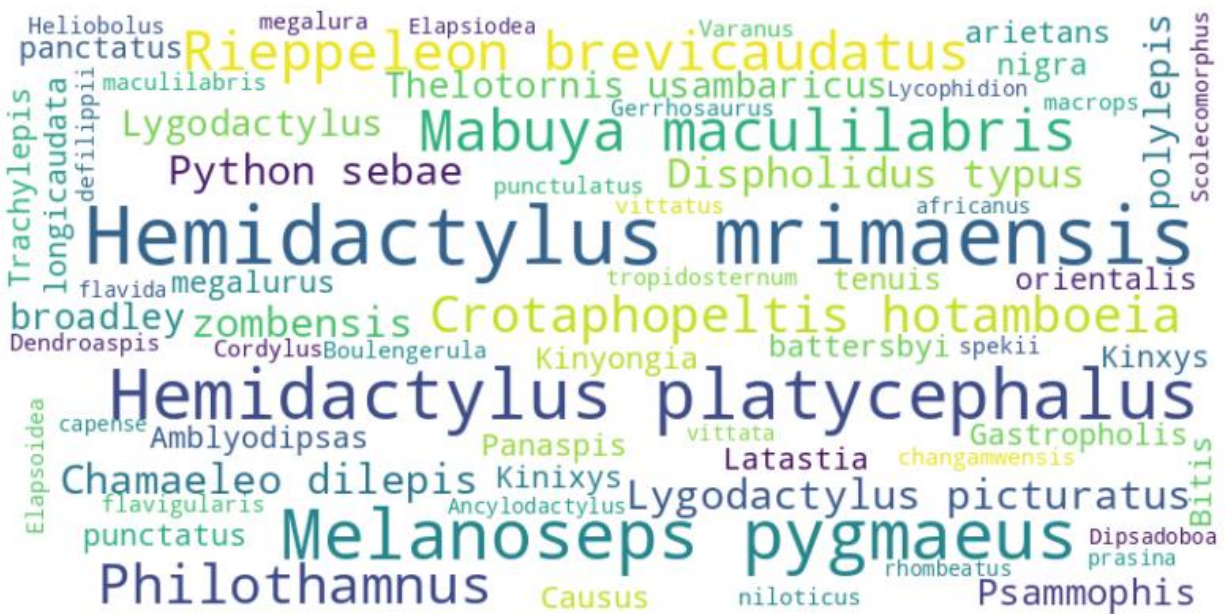 Heliobolus
megalura
Elapsiodea
Varanus
arietans
panctatus
Rieppeleon brevicaudatus
nigra
polylepis
Scolecomorphus
maculilabris
Thelotornis usambaricus
Lycophidion
macrops
Trachylepis
longicaudata
defilippii
Lygodactylus
Gerrhosaurus
Mabuya maculilabris
Python sebae
punctulatus
Dispholidus typus
vittatus
africanus
Hemidactylus mrimaensis
flavida
megalurus
tropidosternum
tenuis
orientalis
broadley
zombensis
Crotaphopeltis hotamboeia
Dendroaspis
Cordylus
Boulengerula
Kinyongia
battersbyi
spekii
Kinxys
Hemidactylus platycephalus
Elapsoidea
capense
Amblyodipsas
Panaspis
vittata
Gastropholis
Latastia
changamwensis
Chamaeleo dilepis
Kinixys
Lygodactylus picturatus
Bitis
flavigularis
Ancylodactylus
punctatus
Melanoseps pygmaeus
Dipsadoboa
prasina
Philothamnus
rhombeatus
Causus
niloticus
Psammophis